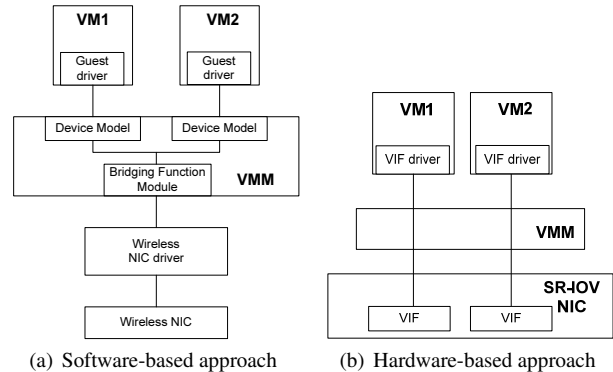 VM1
Guest
driver
VM2
Guest
driver
Device Model
Device Model
Bridging Function
Module
VMM
Wireless
NIC driver
Wireless NIC
(a) Software-based approach
VM1
VIF driver
VM2
VIF driver
VMM
SR-IOV
NIC
VIF
VIF
(b) Hardware-based approach